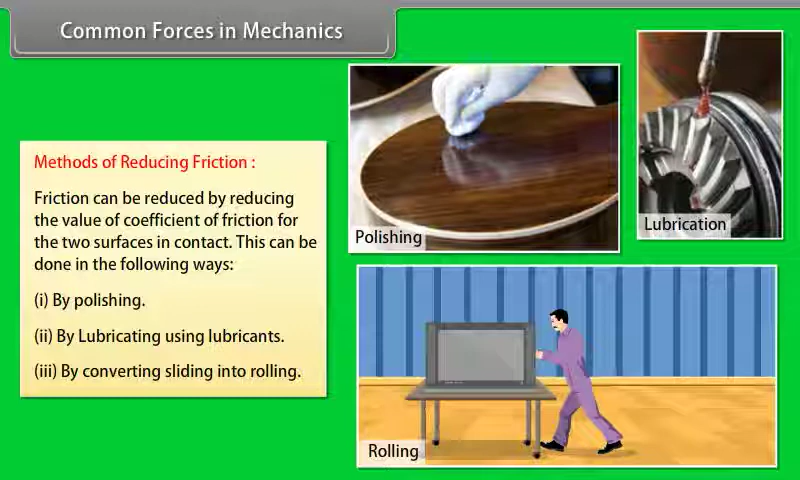 Common Forces in Mechanics
Methods of Reducing Friction :
Friction can be reduced by reducing
the value of coefficient of friction for
the two surfaces in contact. This can be
done in the following ways:
(i) By polishing.
(ii) By Lubricating using lubricants.
(iii) By converting sliding into rolling.
Polishing
Lubrication
Rolling